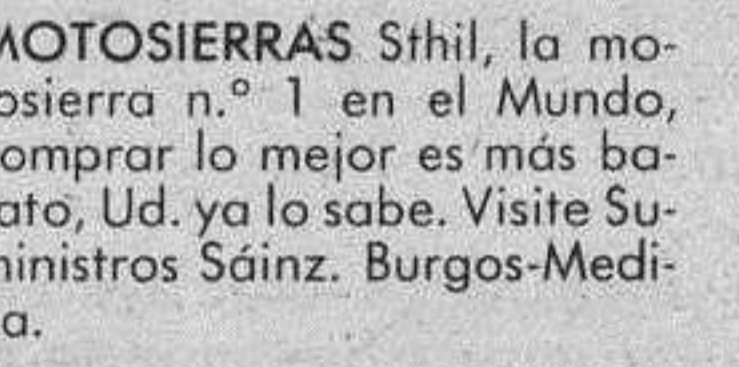 MOTOSIERRAS Sthil, la mo-
osierra n.º 1 en el Mundo,
omprar lo mejor es más ba-
ato, Ud. ya lo sabe. Visite Su-
ministros Sáinz. Burgos-Medi-
a.